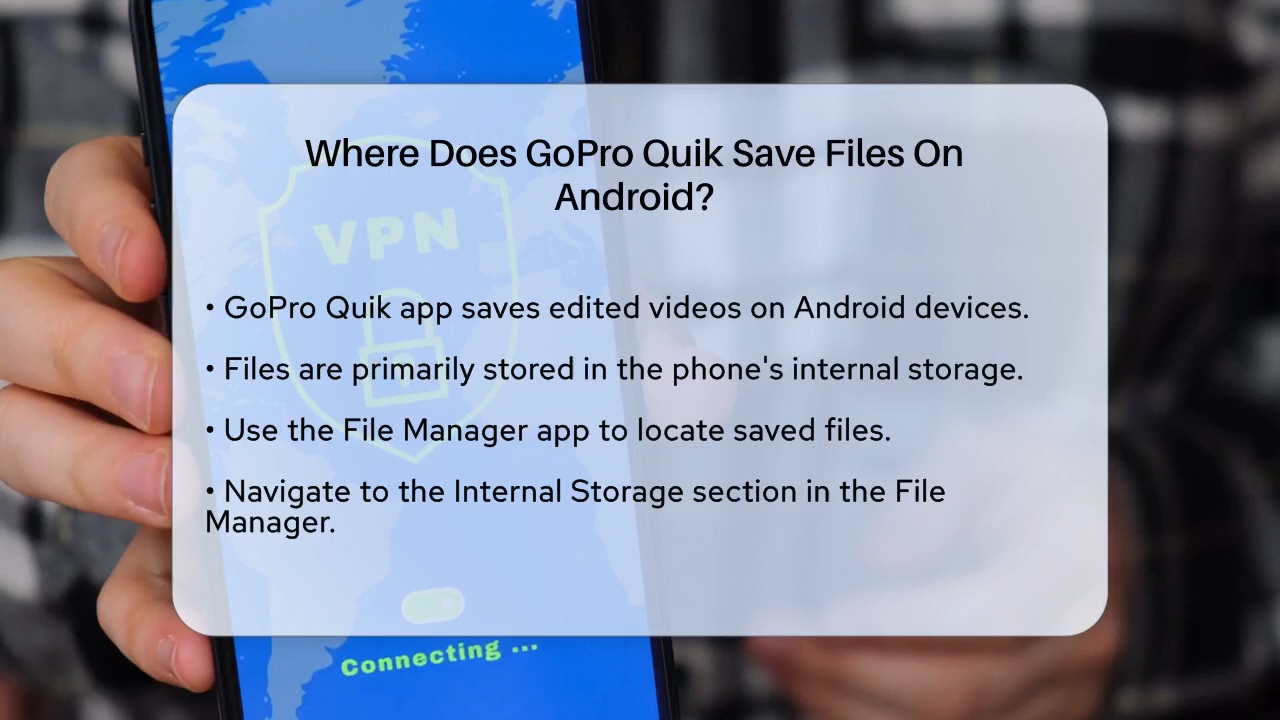 Where Does GoPro Quik Save Files On
Android?
VPN
• GoPro Quik app saves edited videos on Android devices.
• Files are primarily stored in the phone's internal storage.
• Use the File Manager app to locate saved files.
• Navigate to the Internal Storage section in the File
Manager.
Connecting ...